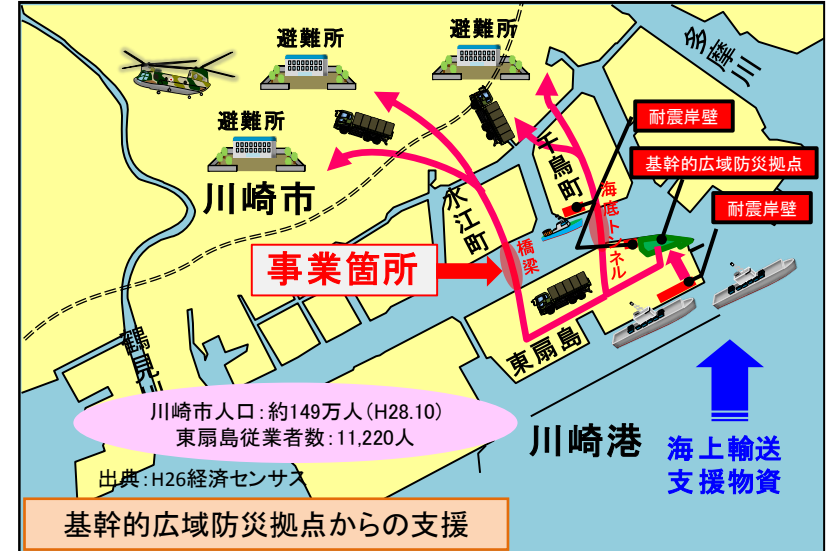 避難所
避難所
避難所
川崎市
多摩川
耐震岸壁
基幹的広域防災拠点
耐震岸壁
千鳥町
水江町
海底トンネル
橋梁
事業箇所
東扇島
鶴見
川崎市人口：約149万人（H28.10）
東扇島従業者数：11,220人
出典：H26経済センサス
川崎港
海上輸送
支援物資
基幹的広域防災拠点からの支援